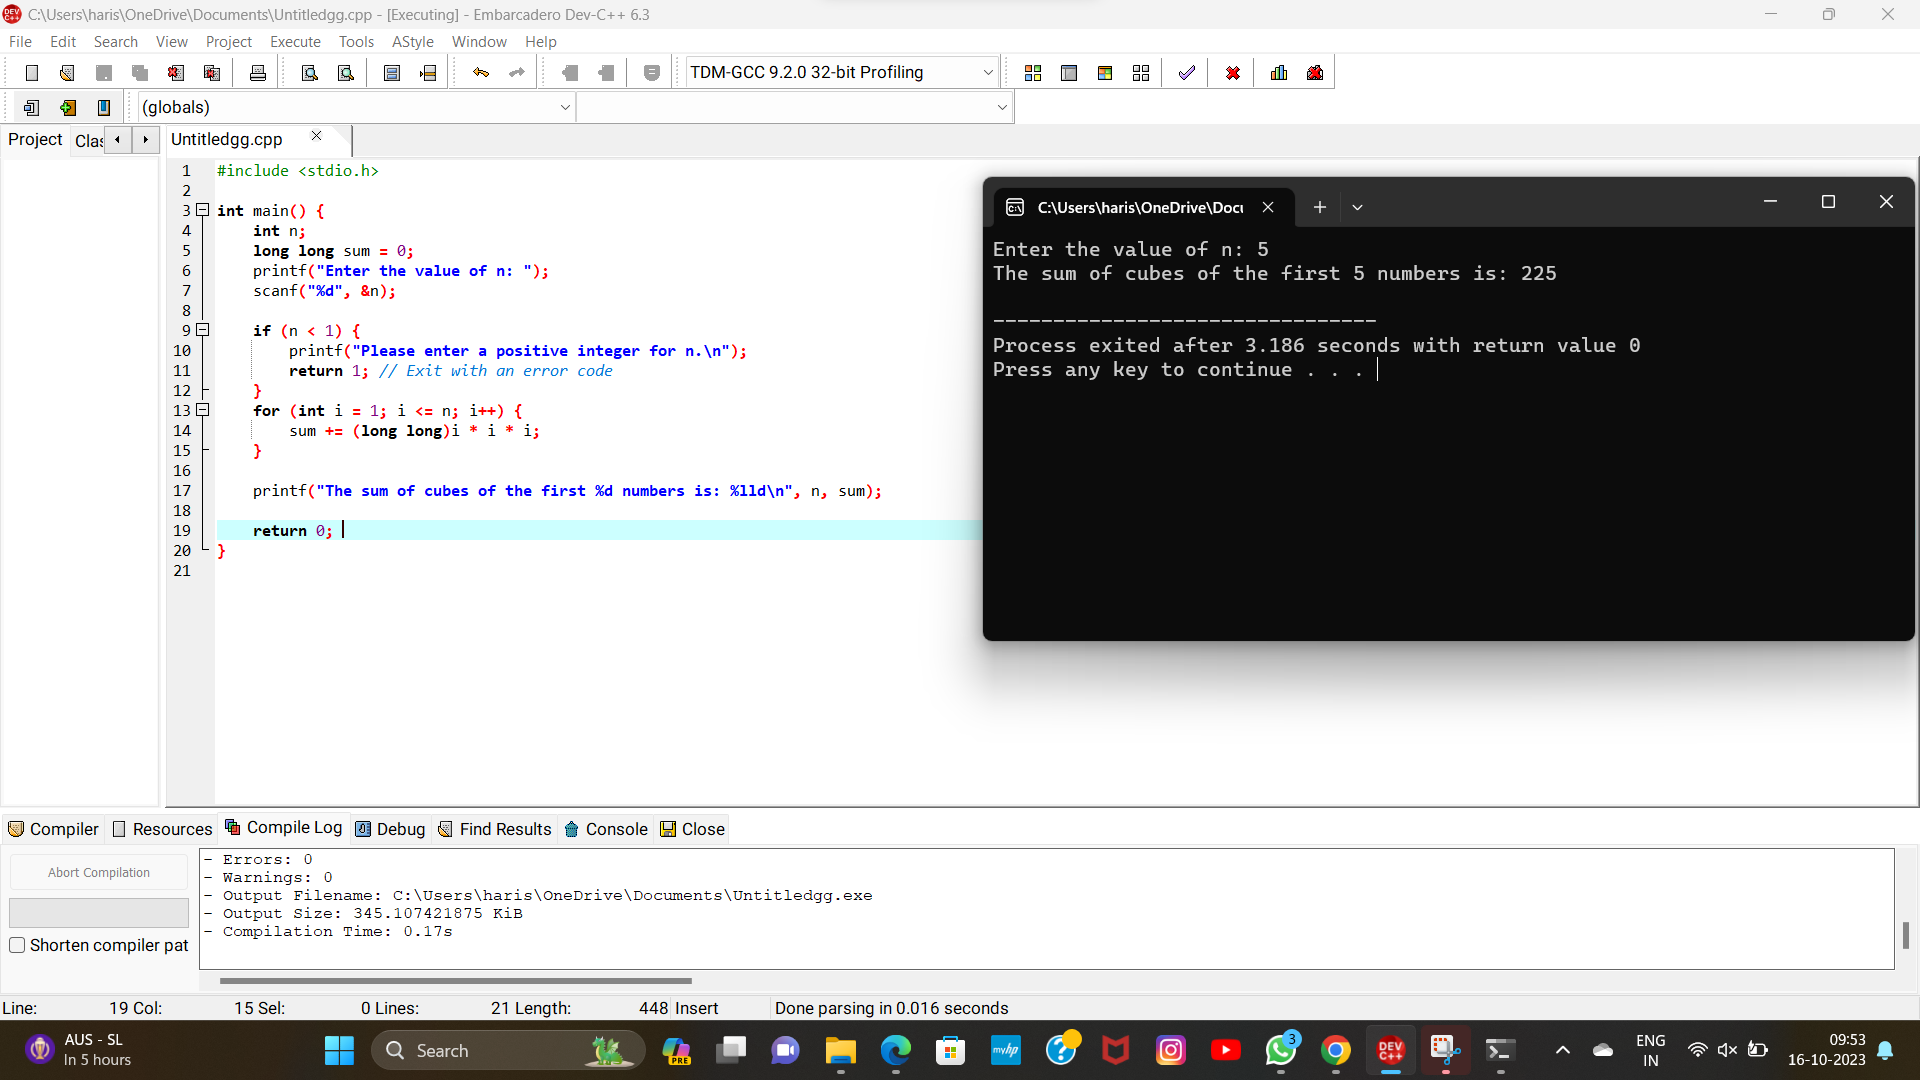 C:\Users\haris\OneDrive\Documents\Untitledgg.cpp - [Executing] - Embarcadero Dev-C++ 6.3
File Edit Search View Project Execute Tools AStyle Window Help
TDM-GCC 9.2.0 32-bit Profiling
(globals)
Project Clas Untitledgg.cpp
1 #include <stdio.h>
2
3 int main() {
4 int n;
5 long long sum = 0;
6 printf("Enter the value of n: ");
7 scanf("%d", &n);
8
9 if (n < 1) {
10 printf("Please enter a positive integer for n.\n");
11 return 1; // Exit with an error code
12 }
13 for (int i = 1; i <= n; i++) {
14 sum += (long long)i * i * i;
15 }
16
17 printf("The sum of cubes of the first %d numbers is: %lld\n", n, sum);
18
19 return 0;
20 }
21
C:\Users\haris\OneDrive\Docu
Enter the value of n: 5
The sum of cubes of the first 5 numbers is: 225
--------------------------------
Process exited after 3.186 seconds with return value 0
Press any key to continue . . .
Compiler Resources Compile Log Debug Find Results Console Close
Abort Compilation
Shorten compiler pat
- Errors: 0
- Warnings: 0
- Output Filename: C:\Users\haris\OneDrive\Documents\Untitledgg.exe
- Output Size: 345.107421875 KiB
- Compilation Time: 0.17s
Line: 19 Col: 15 Sel: 0 Lines: 21 Length: 448 Insert Done parsing in 0.016 seconds
AUS - SL
In 5 hours
Search
PRE
myhp
3
DEV C++
ENG
IN
09:53
16-10-2023